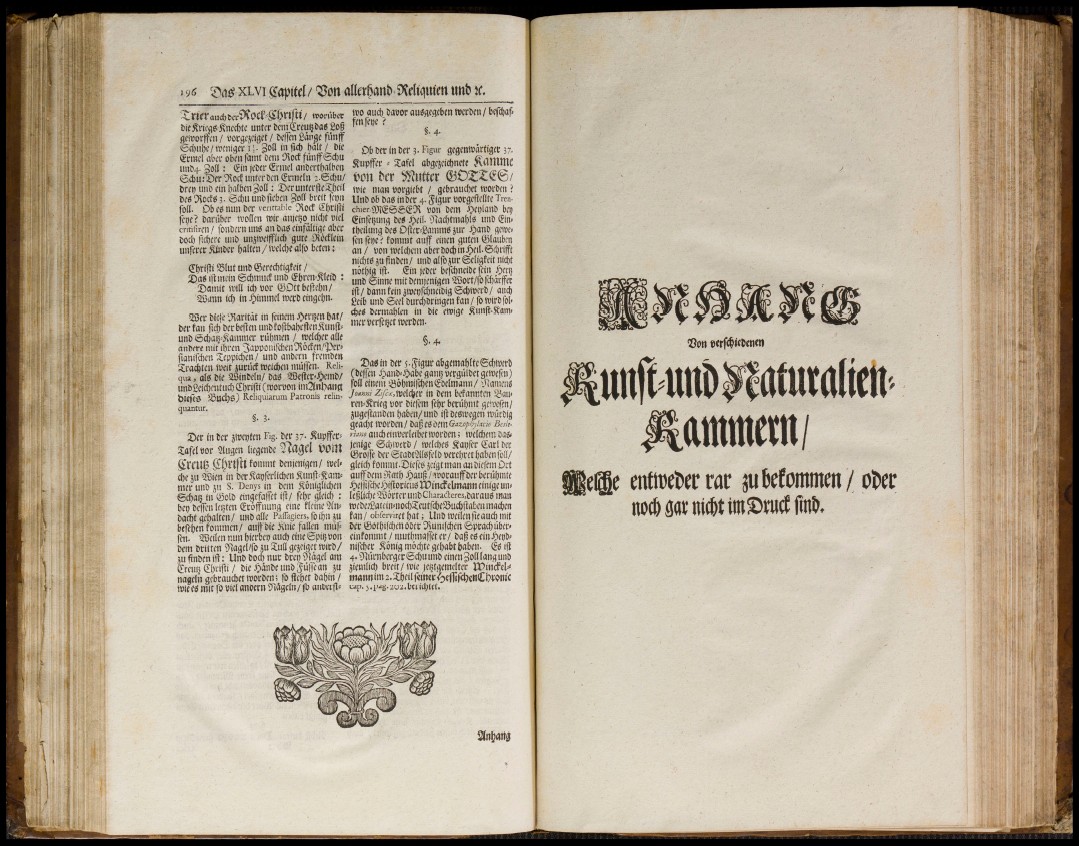 196 Das XLVI Capitel / Von allerhand Reliquien und ꝛc.
Trier auch der Rock Christi / worüber
die Kriegs Knechte unter dem Creutz das Loß
geworffen / vorgezeiget / dessen Länge fünff
Schuhe / weniger 1½. Zoll in sich hält / die
Ermel aber oben samt dem Rock fünff Schu
und 4. Zoll: Ein jeder Ermel anderthalben
Schu: Der Rock unter den Ermeln 2. Schu /
drey und ein halben Zoll: Der unterste Theil
des Rocks 3. Schu und sieben Zoll breit seyn
soll. Ob es nun der veritable Rock Christi
seye? darüber wollen wir anjetzo nicht viel
critisiren / sondern uns an das einfältige aber
doch sichere und unzweifflich gute Röcklein
unserer Kinder halten / welche also beten:
Christi Blut und Gerechtigkeit /
Das ist mein Schmuck und Ehren-Kleid:
Damit will ich vor GOtt bestehn /
Wann ich in Himmel werd eingehn.
Wer diese Rarität in seinem Hertzen hat /
der kan sich der besten und kostbahesten Kunst-
und Schatz-Kammer rühmen / welcher alle
andere mit ihren Japponischen Röcken / Per-
sianischen Teppichen / und andern fremden
Trachten weit zurück weichen müssen. Reli-
qua, als die Windeln / das Wester-Hemd /
und Leichentuch Christi (worvon im Anhang
dieses Buchs) Reliquiarum Patronis relin-
quantur.
§. 3.
Der in der zweyten Fig. der 37. Kupffer-
Tafel vor Augen liegende Nagel vom
Creutz Christi kommt denjenigen / wel-
che zu Wien in der Kayserlichen Kunst-Kam-
mer und zu S. Denys in dem Königlichen
Schatz in Gold eingefasset ist / sehr gleich:
bey dessen letzten Eröffnung eine kleine An-
dacht gehalten / und alle Passagiers, so ihn zu
besehen kommen / auff die Knie fallen müs-
sen. Weilen nun hierbey auch eine Spitz von
dem dritten Nagel / so zu Tull gezeiget wird /
zu finden ist: Und doch nur drey Nägel am
Creutz Christi / die Hände und Füsse an zu
nageln gebrauchet worden: so stehet dahin /
wie es mit so viel andern Nägeln / so anderst-
wo auch davor ausgegeben werden / beschaf-
fen seye?
§. 4.
Ob der in der 3. Figur gegenwärtiger 37.
Kupffer-Tafel abgezeichnete Kamme
von der Mutter GOTTES /
wie man vorgiebt / gebrauchet worden?
Und ob das in der 4. Figur vorgestellte Tren-
chier-MESSER von dem Heyland bey
Einsetzung des Heil. Nachtmahls und Ein-
theilung des Oster-Lamms zur Hand gewe-
sen seye? kommt auff einen guten Glauben
an / von welchem aber doch in Heil. Schrifft
nichts zu finden / und also zur Seligkeit nicht
nöthig ist. Ein jeder beschneide sein Hertz
und Sinne mit demjenigen Wort / so schärffer
ist / dann kein zweyschneidig Schwerd / auch
Leib und Seel durchdringen kan / so wird sol-
ches dermahlen in die ewige Kunst-Kam-
mer versetzet werden.
§. 4.
Das in der 5. Figur abgemahlte Schwerd
(dessen Hand-Habe gantz vergüldet gewesen)
soll einem Böhmischen Edelmann / Namens
Joanni Zisca, welcher in dem bekannten Bau-
ren-Krieg vor diesem sehr berühmt gewesen /
zugestanden haben / und ist deswegen würdig
geacht worden / daß es dem Gazophylacio Besle-
riano auch einverleibet worden; welchem das-
jenige Schwerd / welches Kayser Carl der
Grosse der Stadt Alsfeld verehret haben soll /
gleich kommt. Dieses zeigt man an diesem Ort
auff dem Rath Hauß / worauff der berühmte
Hessische Historicus Winckelmann einige un-
leßliche Wörter und Characteres, daraus man
weder Latein- noch Teutsche Buchstaben machen
kan / observiret hat; Und weilen sie auch mit
der Gothischen oder Runischen Sprach über-
einkommt / muthmasset er / daß es ein Heyd-
nischer König möchte gehabt haben. Es ist
4. Nürnberger Schu und einen Zoll lang und
ziemlich breit / wie jetztgemelter Winckel-
mann im 2. Theil seiner Hessischen Chronic
cap. 3. pag. 202. berichtet.
Anhang
ANHANG
Von verschiedenen
Kunst- und Naturalien-
Kammern /
Welche entweder rar zu bekommen / oder
noch gar nicht im Druck sind.